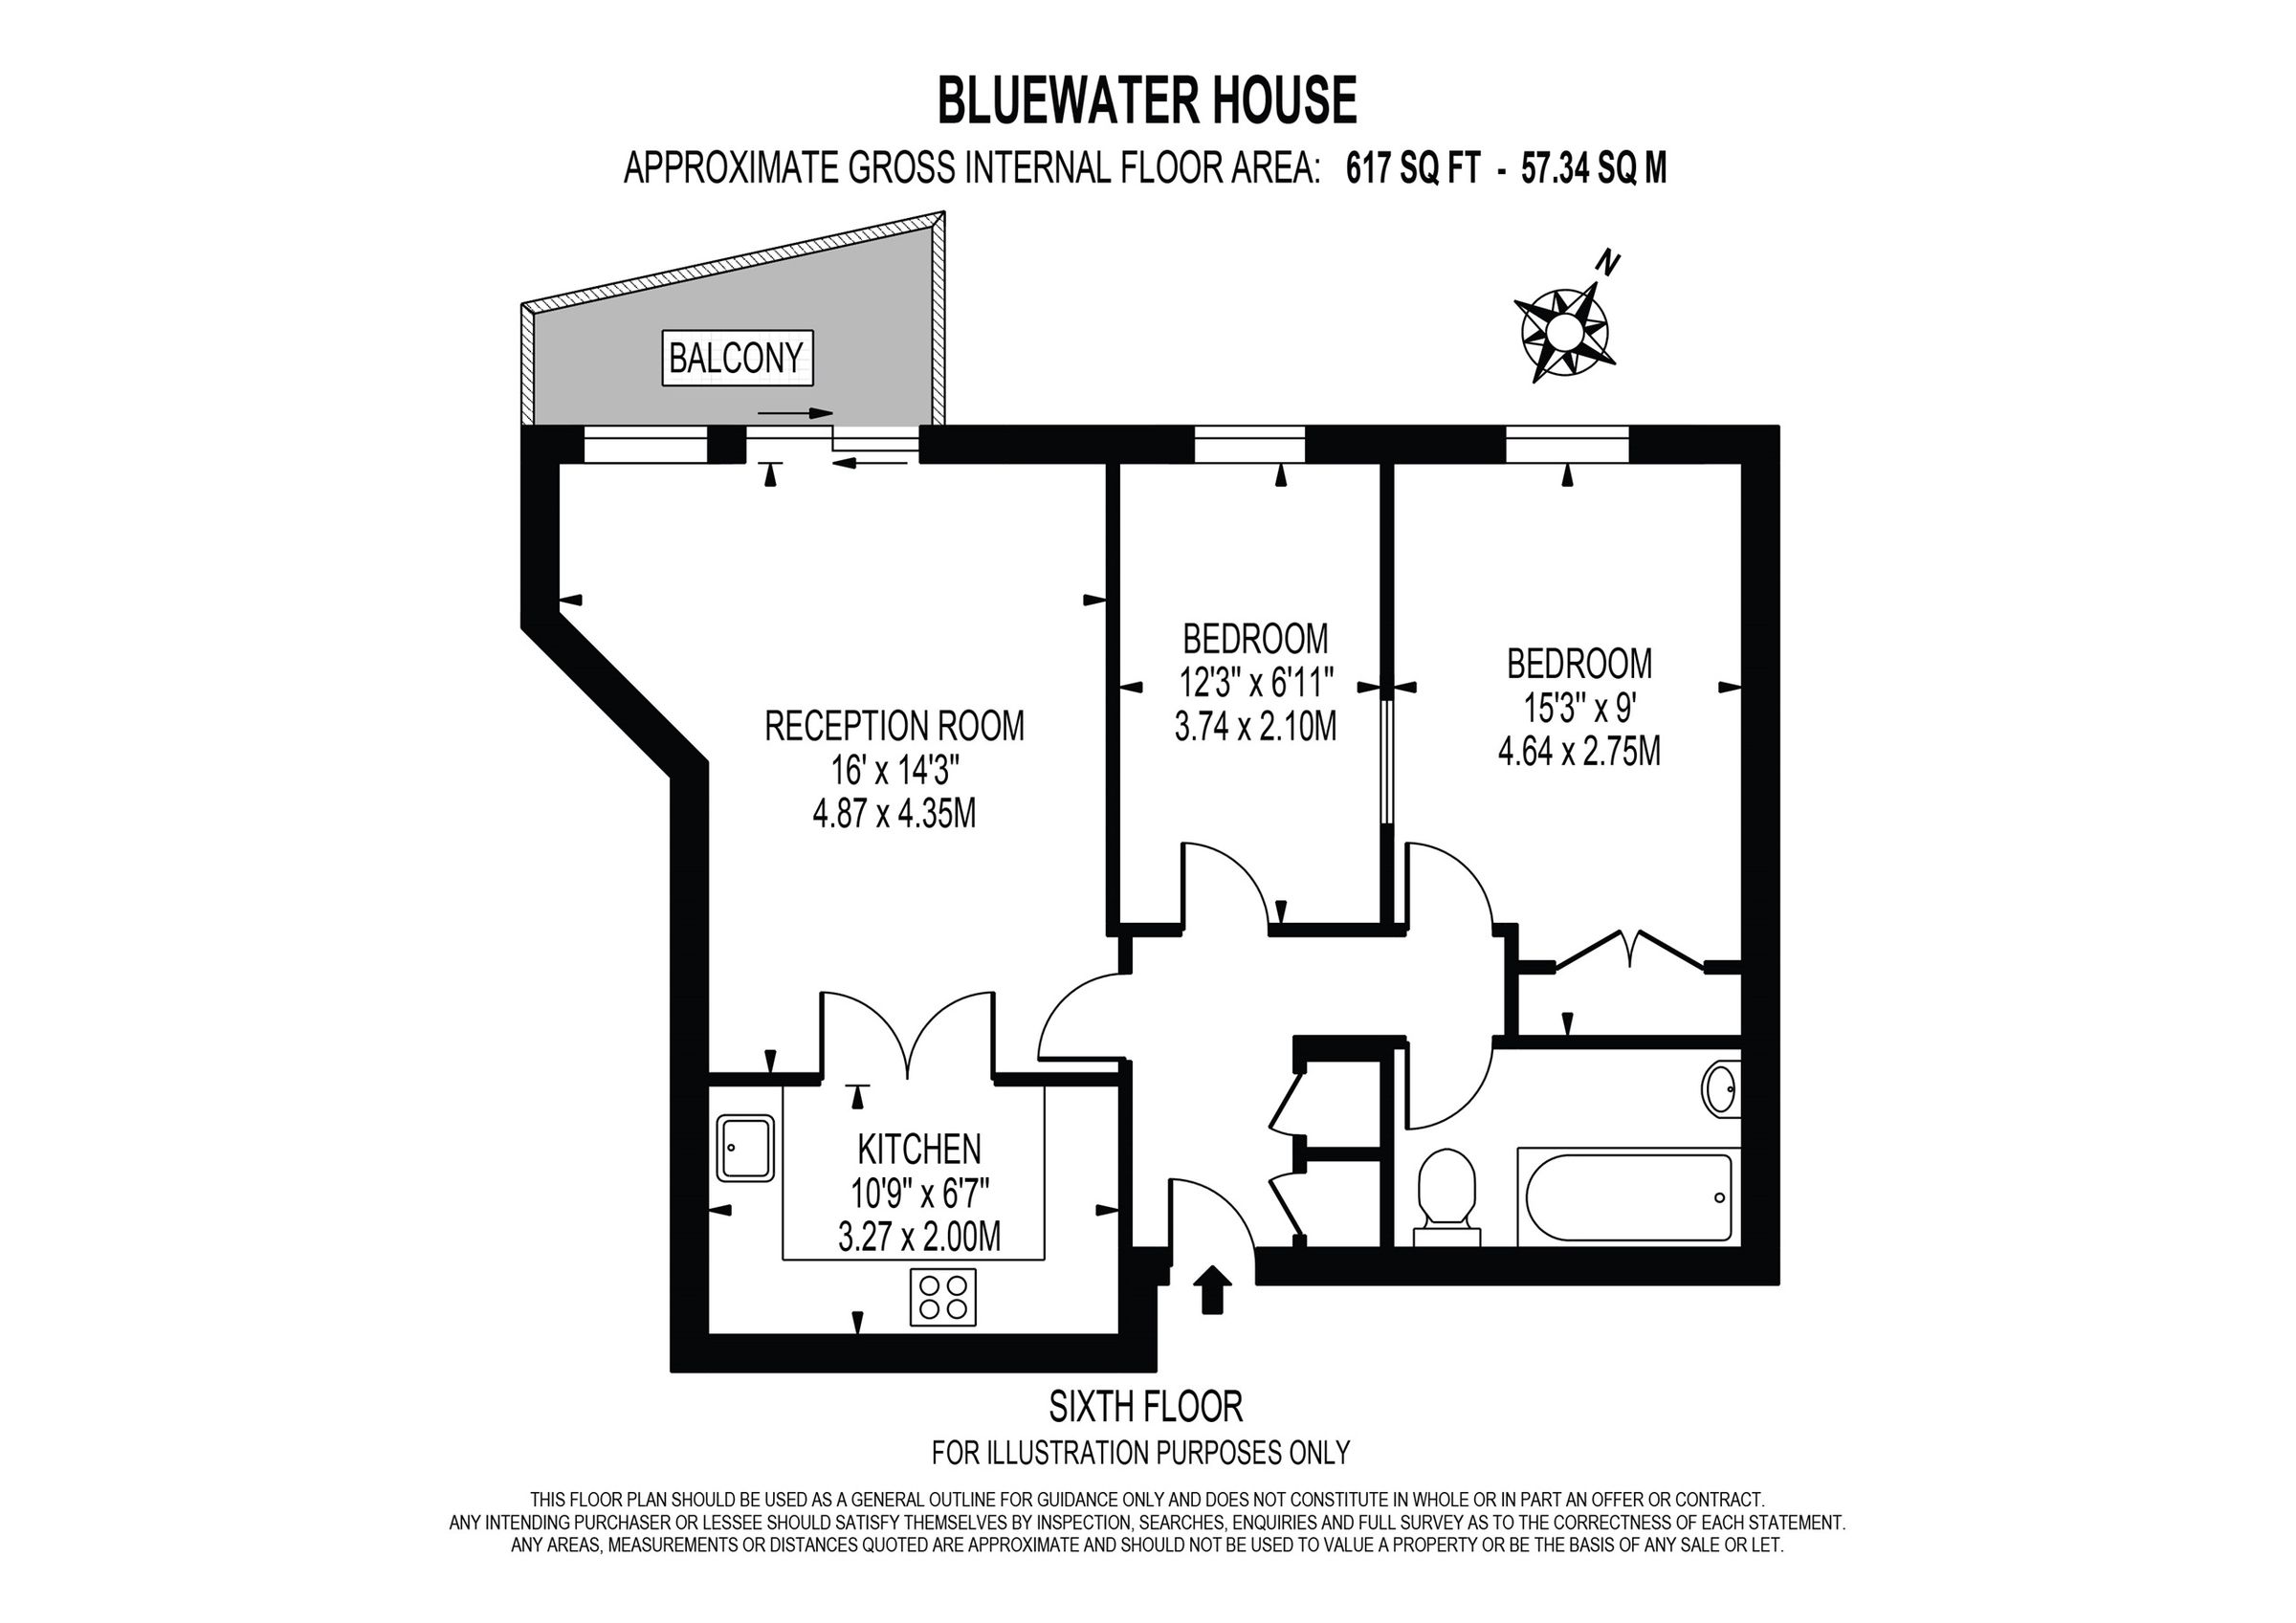 BLUEWATER HOUSE
APPROXIMATE GROSS INTERNAL FLOOR AREA: 617 SQ FT - 57.34 SQ M
N
BALCONY
BEDROOM
12'3" x 6'11"
3.74 x 2.10M
BEDROOM
15'3" x 9'
4.64 x 2.75M
RECEPTION ROOM
16' x 14'3"
4.87 x 4.35M
KITCHEN
10'9" x 6'7"
3.27 x 2.00M
SIXTH FLOOR
FOR ILLUSTRATION PURPOSES ONLY
THIS FLOOR PLAN SHOULD BE USED AS A GENERAL OUTLINE FOR GUIDANCE ONLY AND DOES NOT CONSTITUTE IN WHOLE OR IN PART AN OFFER OR CONTRACT.
ANY INTENDING PURCHASER OR LESSEE SHOULD SATISFY THEMSELVES BY INSPECTION, SEARCHES, ENQUIRIES AND FULL SURVEY AS TO THE CORRECTNESS OF EACH STATEMENT.
ANY AREAS, MEASUREMENTS OR DISTANCES QUOTED ARE APPROXIMATE AND SHOULD NOT BE USED TO VALUE A PROPERTY OR BE THE BASIS OF ANY SALE OR LET.